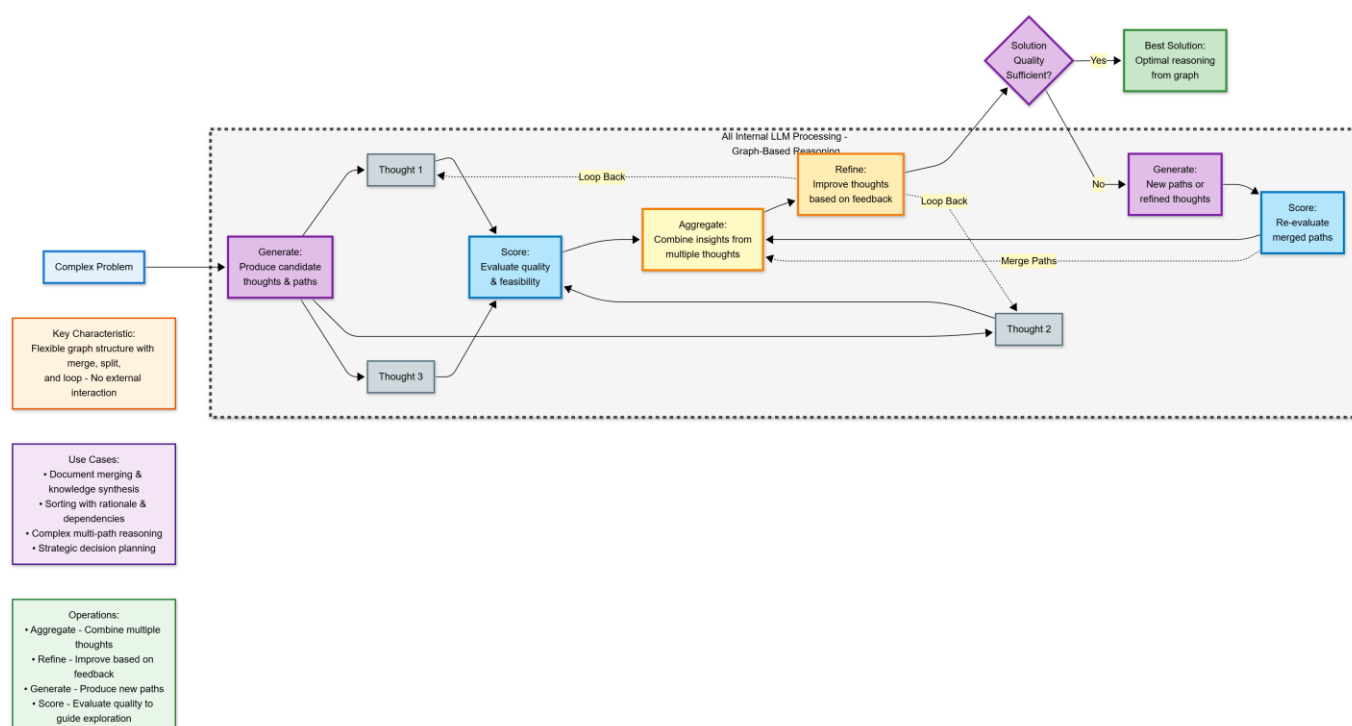 Solution
Quality
Sufficient?
Yes
Best Solution:
Optimal reasoning
from graph
All Internal LLM Processing -
Graph-Based Reasoning
Thought 1
Loop Back
Refine:
Improve thoughts
based on feedback
Loop Back
No
Generate:
New paths or
refined thoughts
Score:
Re-evaluate
merged paths
Aggregate:
Combine insights from
multiple thoughts
Merge Paths
Complex Problem
Generate:
Produce candidate
thoughts & paths
Score:
Evaluate quality
& feasibility
Thought 2
Thought 3
Key Characteristic:
Flexible graph structure with
merge, split,
and loop - No external
interaction
Use Cases:
• Document merging &
knowledge synthesis
• Sorting with rationale &
dependencies
• Complex multi-path reasoning
• Strategic decision planning
Operations:
• Aggregate - Combine multiple
thoughts
• Refine - Improve based on
feedback
• Generate - Produce new paths
• Score - Evaluate quality to
guide exploration